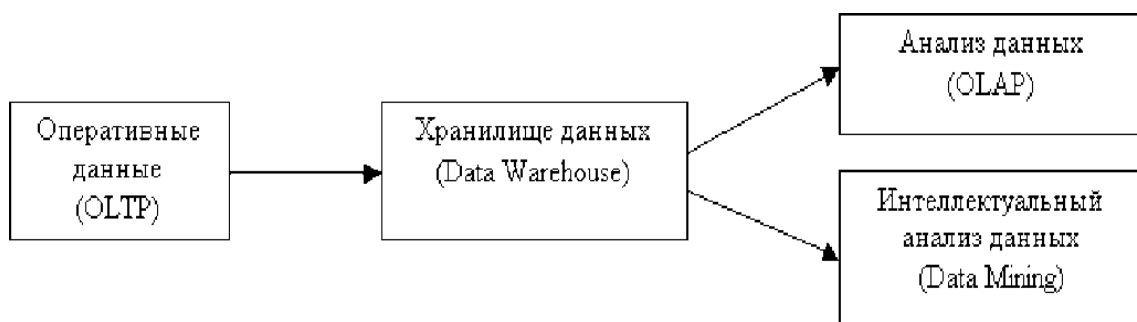 Оперативные
данные
(OLTP)
Хранилище данных
(Data Warehouse)
Анализ данных
(OLAP)
Интеллектуальный
анализ данных
(Data Mining)